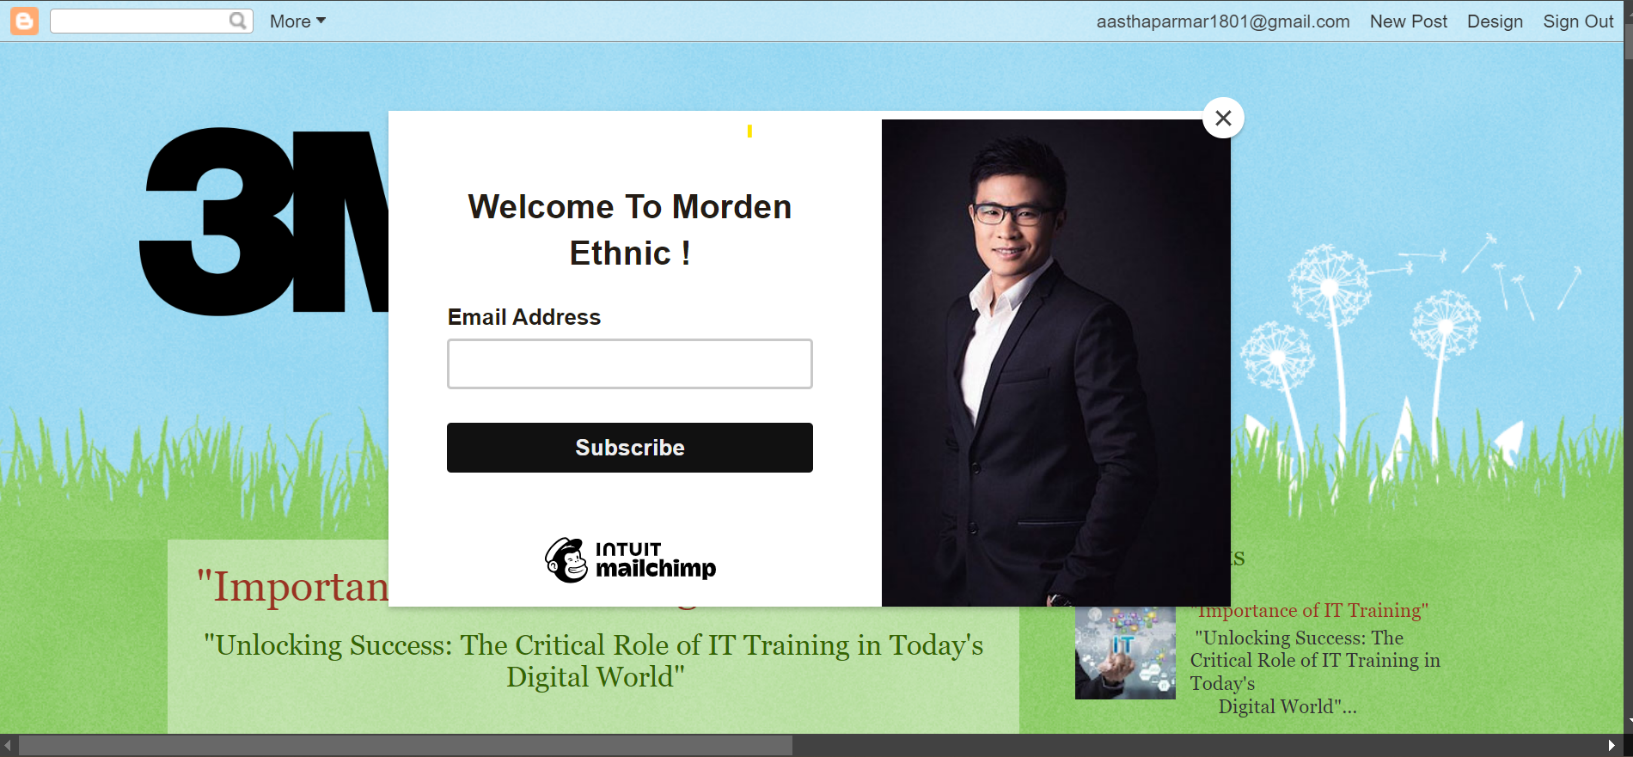 More
aasthaparmar1801@gmail.com New Post Design Sign Out
3M
Welcome To Morden
Ethnic !
Email Address
Subscribe
INTUIT
mailchimp
"Importan
"Unlocking Success: The Critical Role of IT Training in Today's
Digital World"
IT
"Importance of IT Training"
"Unlocking Success: The
Critical Role of IT Training in
Today's
Digital World"...